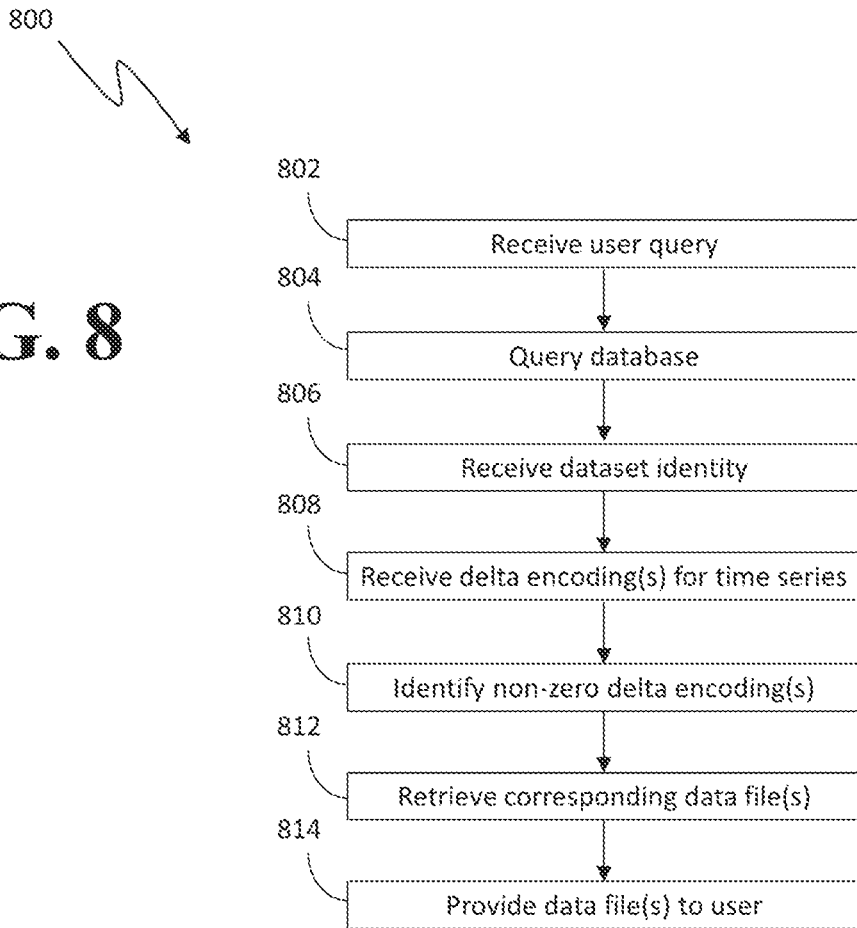 800
802
Receive user query
804
G. 8
Query database
806
Receive dataset identity
808
Receive delta encoding(s) for time series
810
Identify non-zero delta encoding(s)
812
Retrieve corresponding data file(s)
814
Provide data file(s) to user